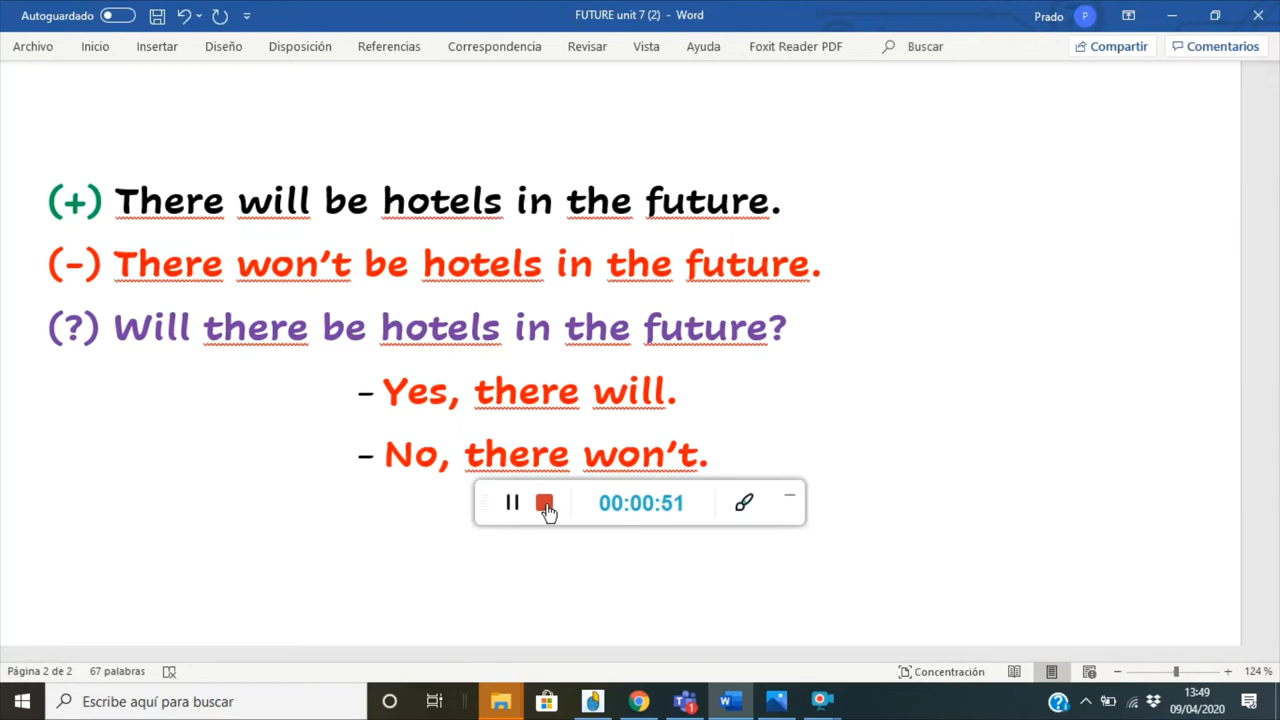 Autoguardado
FUTURE unit 7 (2) - Word
Prado
P
Archivo Inicio Insertar Diseño Disposición Referencias Correspondencia Revisar Vista Ayuda Foxit Reader PDF Buscar Compartir Comentarios
(+) There will be hotels in the future.
(-) There won't be hotels in the future.
(?) Will there be hotels in the future?
- Yes, there will.
- No, there won't.
00:00:51
Página 2 de 2 67 palabras Concentración 124 %
Escribe aquí para buscar
1
13:49
09/04/2020